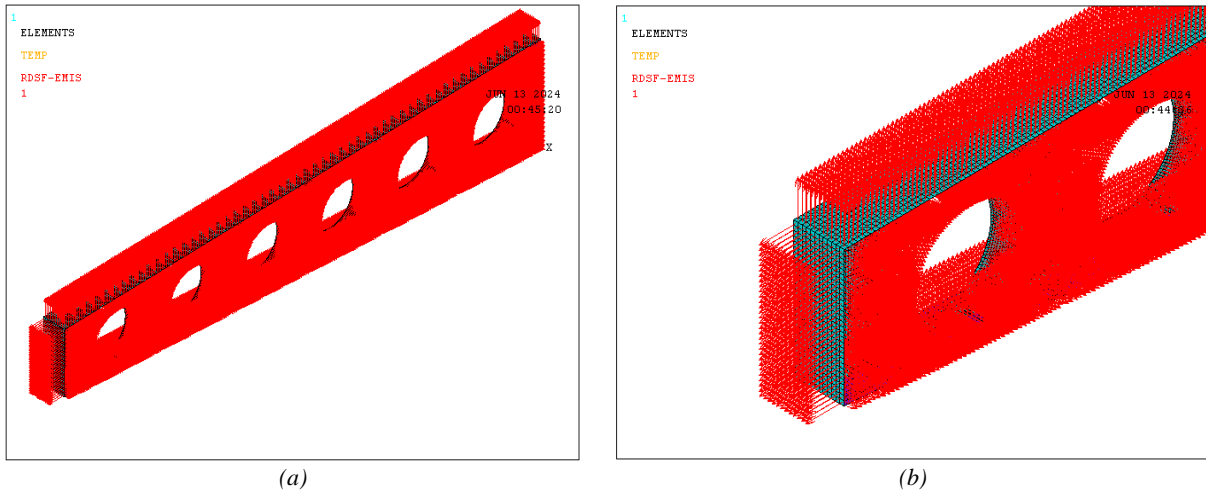 1
ELEMENTS
TEMP
RDSF-EMIS
1
JUN 13 2024
00:45:20
X
(a)
1
ELEMENTS
TEMP
RDSF-EMIS
1
JUN 13 2024
(b)